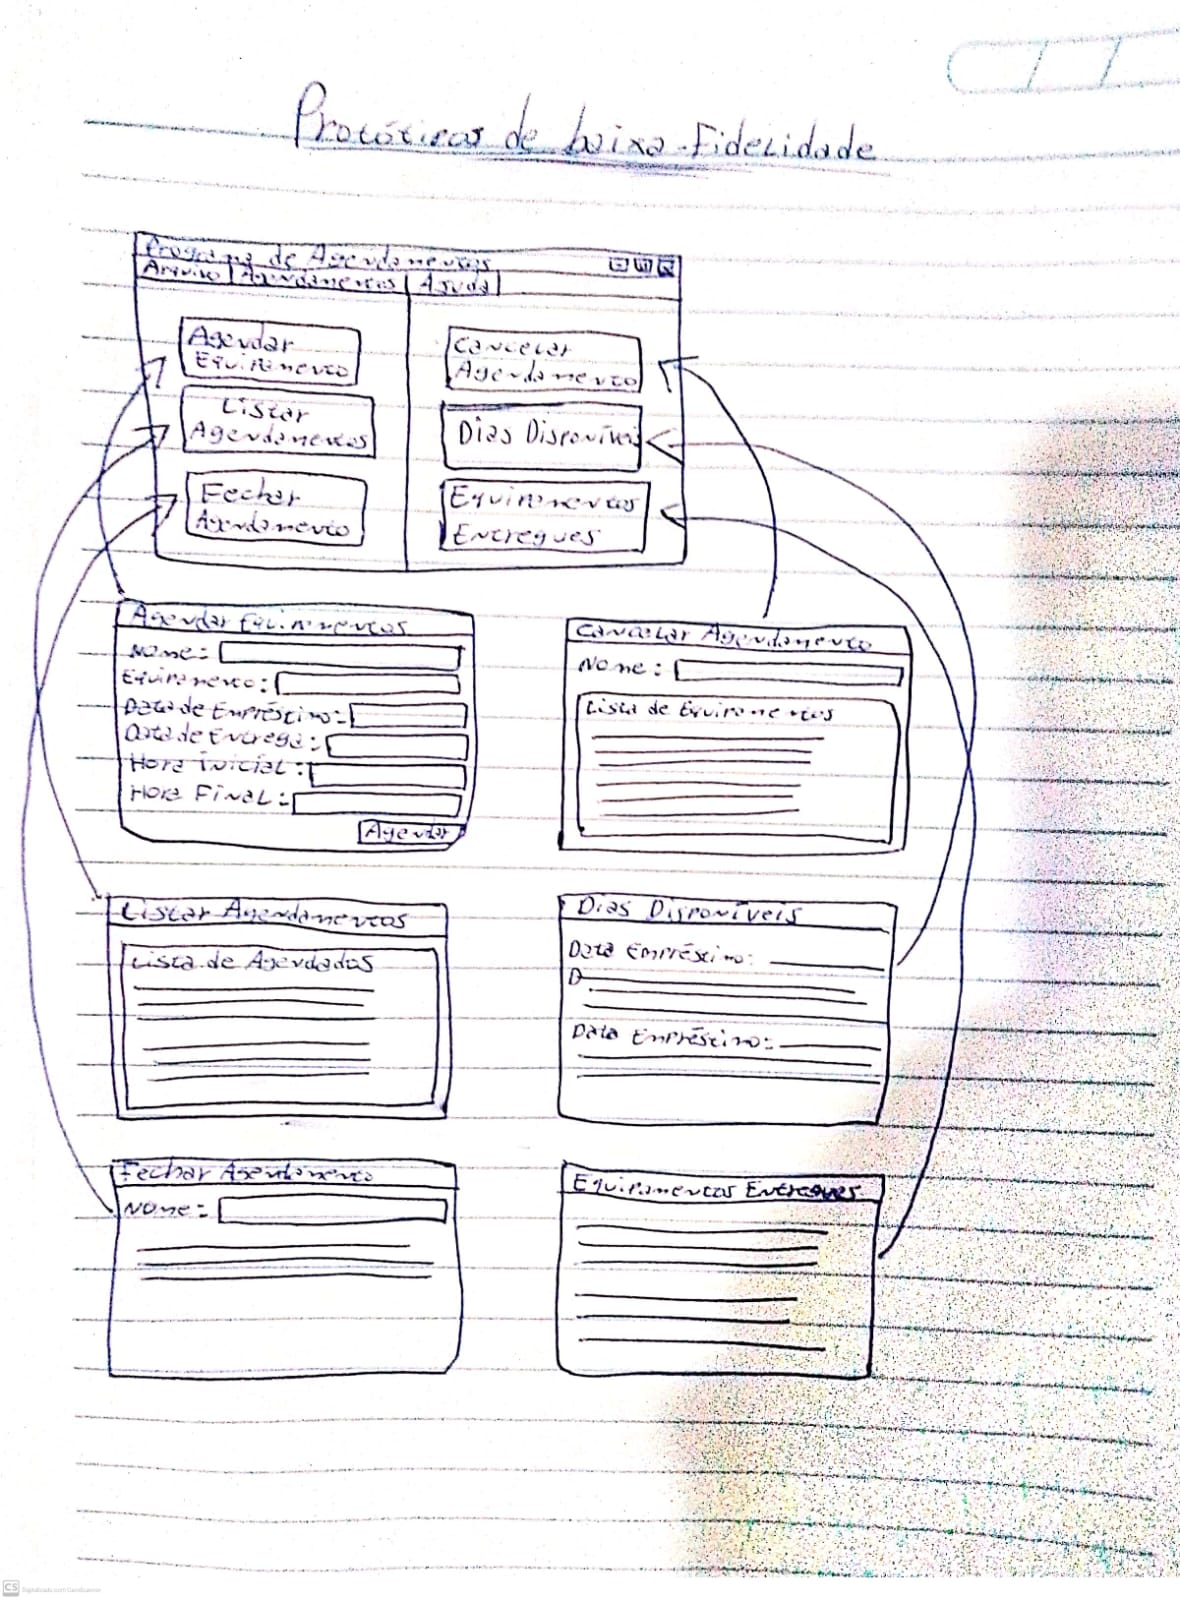 Protótipos de baixa-Fidelidade
Programa de Agendamentos
Arquivo Agendamentos Ajuda
Agendar
Equipamento
Cancelar
Agendamento
Listar
Agendamentos
Dias Disponíveis
Fechar
Agendamento
Equipamentos
Entregues
Agendar Equipamentos
Nome:
Equipamento:
Data de Empréstimo:
Data de Entrega:
Hora Inicial:
Hora Final:
Agendar
Cancelar Agendamento
Nome:
Lista de Equipamentos
Listar Agendamentos
Lista de Agendados
Dias Disponíveis
Data Empréstimo:
D
Data Empréstimo:
Fechar Agendamento
Nome:
Equipamentos Entregues
CS Digitalizado com CamScanner